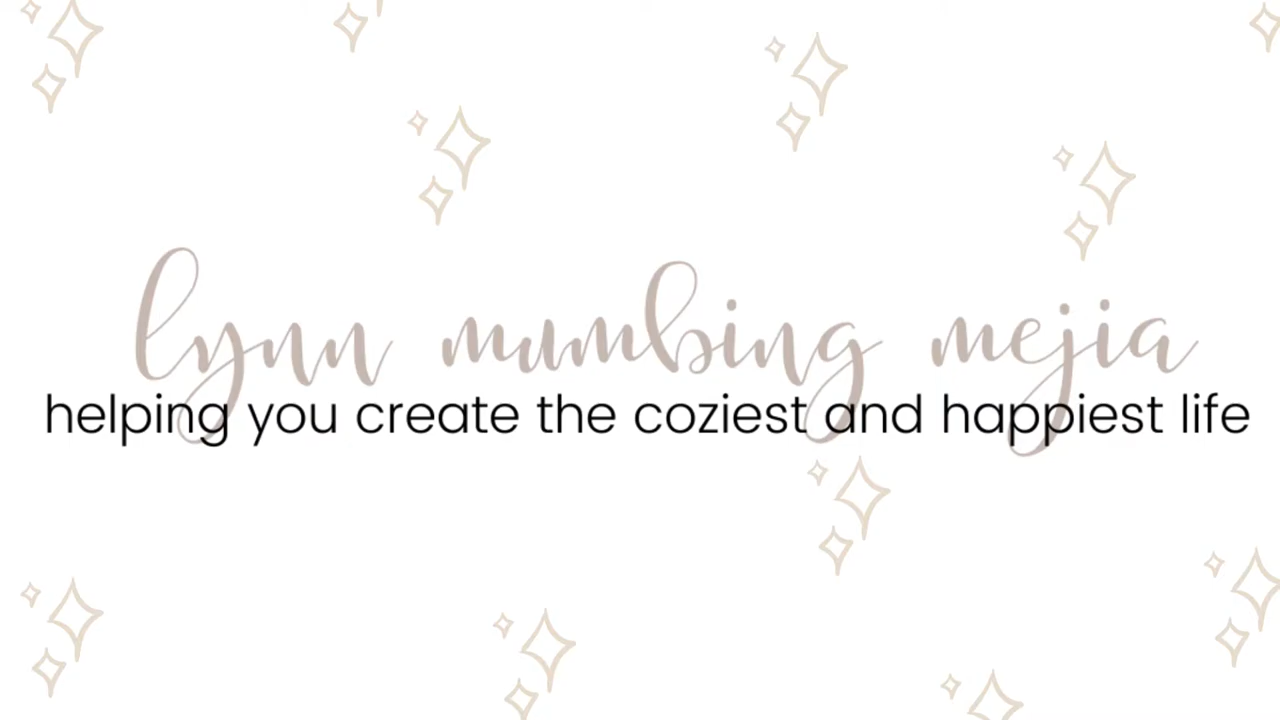 lynn mumbing mejia
helping you create the coziest and happiest life